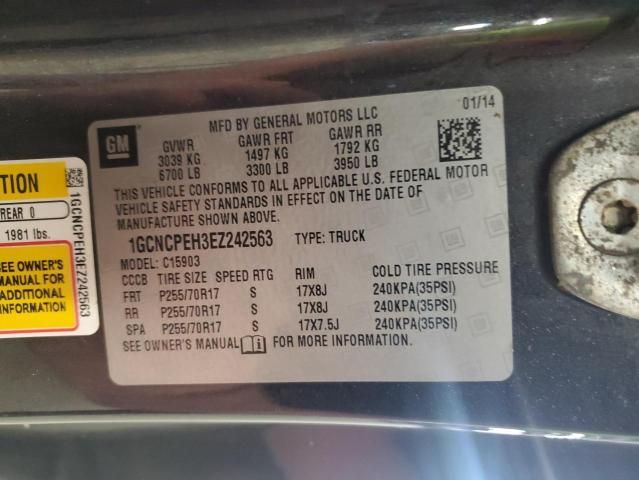 MFD BY GENERAL MOTORS LLC 01/14
GM
GVWR GAWR FRT GAWR RR
3039 KG 1497 KG 1792 KG
6700 LB 3300 LB 3950 LB
THIS VEHICLE CONFORMS TO ALL APPLICABLE U.S. FEDERAL MOTOR
VEHICLE SAFETY STANDARDS IN EFFECT ON THE DATE OF
MANUFACTURE SHOWN ABOVE.
1GCNCPEH3EZ242563 TYPE: TRUCK
MODEL: C15903
CCCB TIRE SIZE SPEED RTG RIM COLD TIRE PRESSURE
FRT P255/70R17 S 17X8J 240KPA(35PSI)
RR P255/70R17 S 17X8J 240KPA(35PSI)
SPA P255/70R17 S 17X7.5J 240KPA(35PSI)
SEE OWNER'S MANUAL FOR MORE INFORMATION.
REAR 0
1981 lbs.
SEE OWNER'S
MANUAL FOR
ADDITIONAL
1GCNCPEH3EZ242563